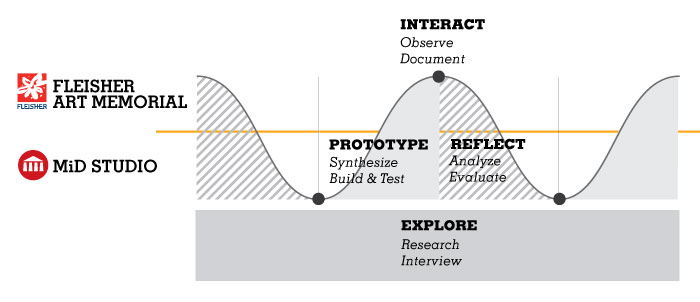 INTERACT
Observe
Document
FLEISHER
ART MEMORIAL
FLEISHER
MiD STUDIO
PROTOTYPE
Synthesize
Build & Test
REFLECT
Analyze
Evaluate
EXPLORE
Research
Interview